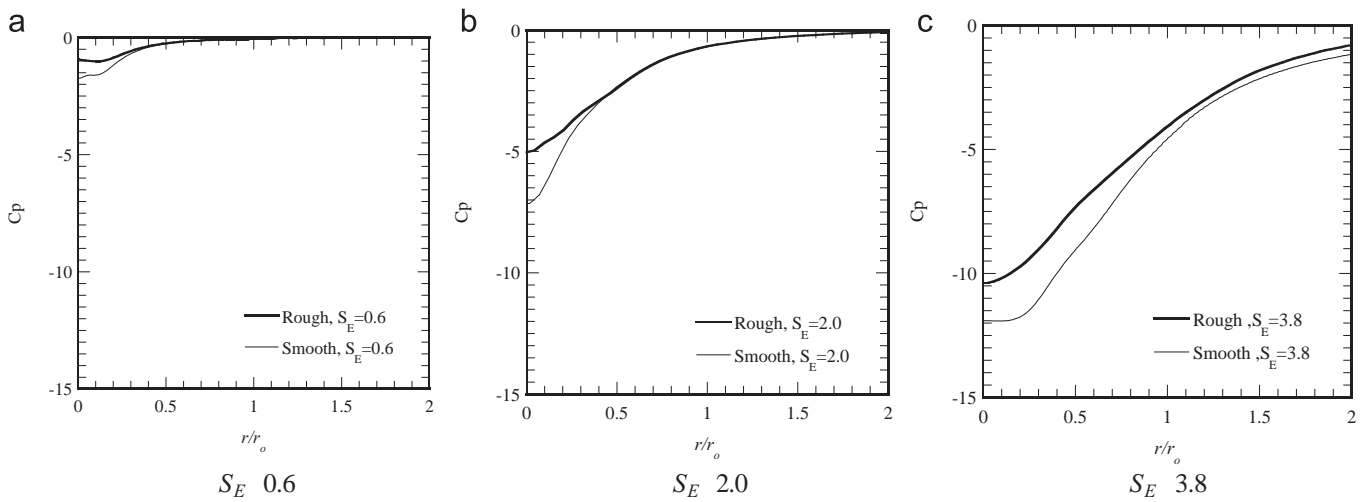 a
0
-5
-10
-15
Cp
Rough, S_E=0.6
Smooth, S_E=0.6
0 0.5 1 1.5 2
r/r_o
S_E 0.6
b
0
-5
-10
-15
Cp
Rough, S_E=2.0
Smooth, S_E=2.0
0 0.5 1 1.5 2
r/r_o
S_E 2.0
c
0
-5
-10
-15
Cp
Rough ,S_E=3.8
Smooth ,S_E=3.8
0 0.5 1 1.5 2
r/r_o
S_E 3.8